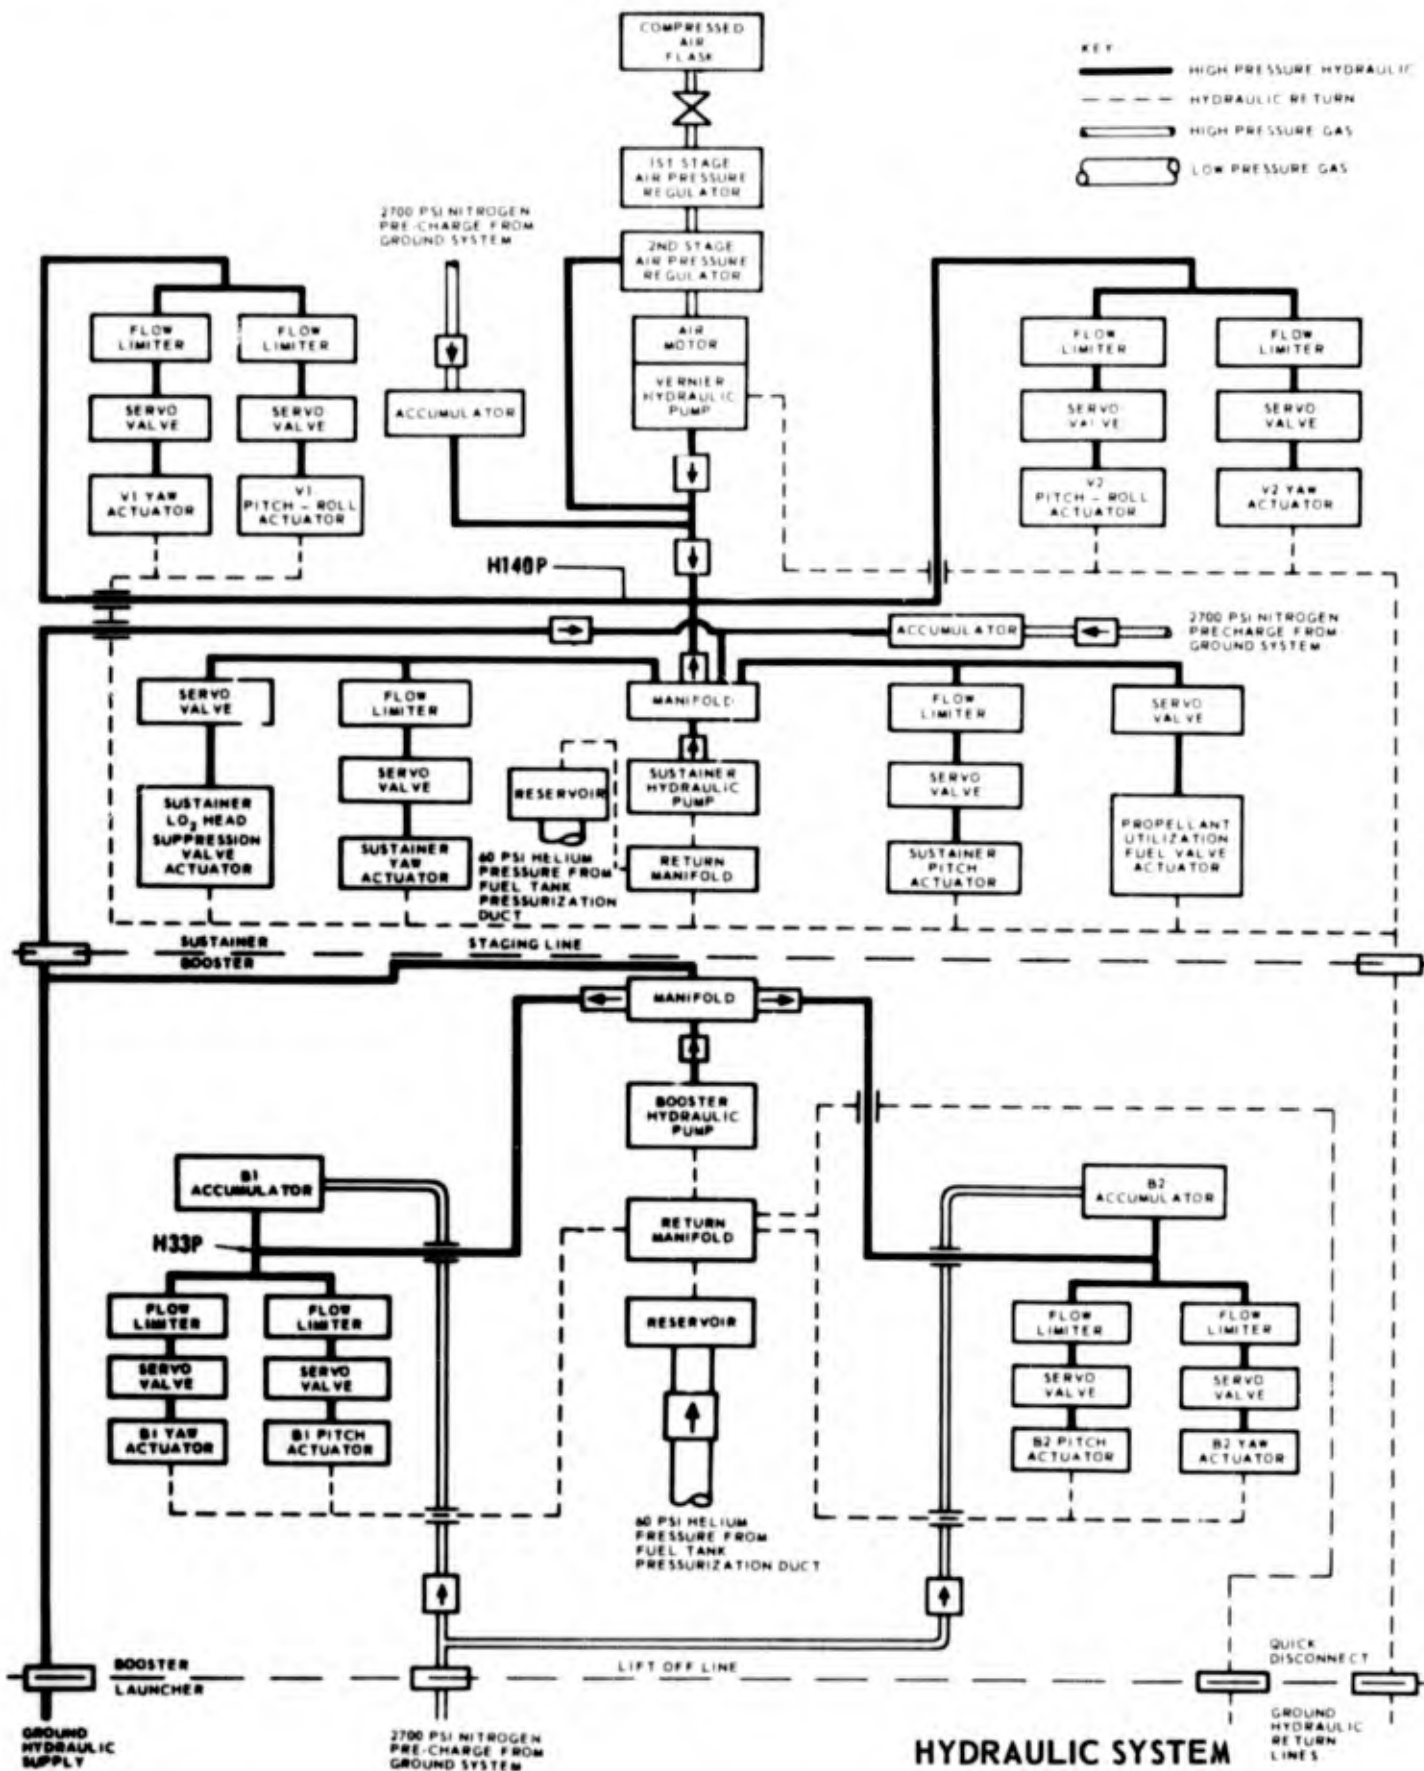 COMPRESSED
AIR
FLASK
KEY
HIGH PRESSURE HYDRAULIC
HYDRAULIC RETURN
HIGH PRESSURE GAS
LOW PRESSURE GAS
1ST STAGE
AIR PRESSURE
REGULATOR
2700 PSI NITROGEN
PRE-CHARGE FROM
GROUND SYSTEM
2ND STAGE
AIR PRESSURE
REGULATOR
FLOW
LIMITER
FLOW
LIMITER
AIR
MOTOR
FLOW
LIMITER
FLOW
LIMITER
SERVO
VALVE
SERVO
VALVE
ACCUMULATOR
VERNIER
HYDRAULIC
PUMP
SERVO
VALVE
SERVO
VALVE
V1 YAW
ACTUATOR
V1
PITCH - ROLL
ACTUATOR
V2
PITCH - ROLL
ACTUATOR
V2 YAW
ACTUATOR
H140P
ACCUMULATOR
2700 PSI NITROGEN
PRECHARGE FROM
GROUND SYSTEM
SERVO
VALVE
FLOW
LIMITER
MANIFOLD
FLOW
LIMITER
SERVO
VALVE
SERVO
VALVE
RESERVOIR
SUSTAINER
HYDRAULIC
PUMP
SERVO
VALVE
SUSTAINER
LO2 HEAD
SUPPRESSION
VALVE
ACTUATOR
SUSTAINER
YAW
ACTUATOR
60 PSI HELIUM
PRESSURE FROM
FUEL TANK
PRESSURIZATION
DUCT
RETURN
MANIFOLD
SUSTAINER
PITCH
ACTUATOR
PROPELLANT
UTILIZATION
FUEL VALVE
ACTUATOR
SUSTAINER
STAGING LINE
BOOSTER
MANIFOLD
BOOSTER
HYDRAULIC
PUMP
B1
ACCUMULATOR
B2
ACCUMULATOR
H33P
RETURN
MANIFOLD
FLOW
LIMITER
FLOW
LIMITER
RESERVOIR
FLOW
LIMITER
FLOW
LIMITER
SERVO
VALVE
SERVO
VALVE
SERVO
VALVE
SERVO
VALVE
B1 YAW
ACTUATOR
B1 PITCH
ACTUATOR
B2 PITCH
ACTUATOR
B2 YAW
ACTUATOR
60 PSI HELIUM
PRESSURE FROM
FUEL TANK
PRESSURIZATION DUCT
BOOSTER
LAUNCHER
LIFT OFF LINE
QUICK
DISCONNECT
GROUND
HYDRAULIC
SUPPLY
2700 PSI NITROGEN
PRE-CHARGE FROM
GROUND SYSTEM
HYDRAULIC SYSTEM
GROUND
HYDRAULIC
RETURN
LINES